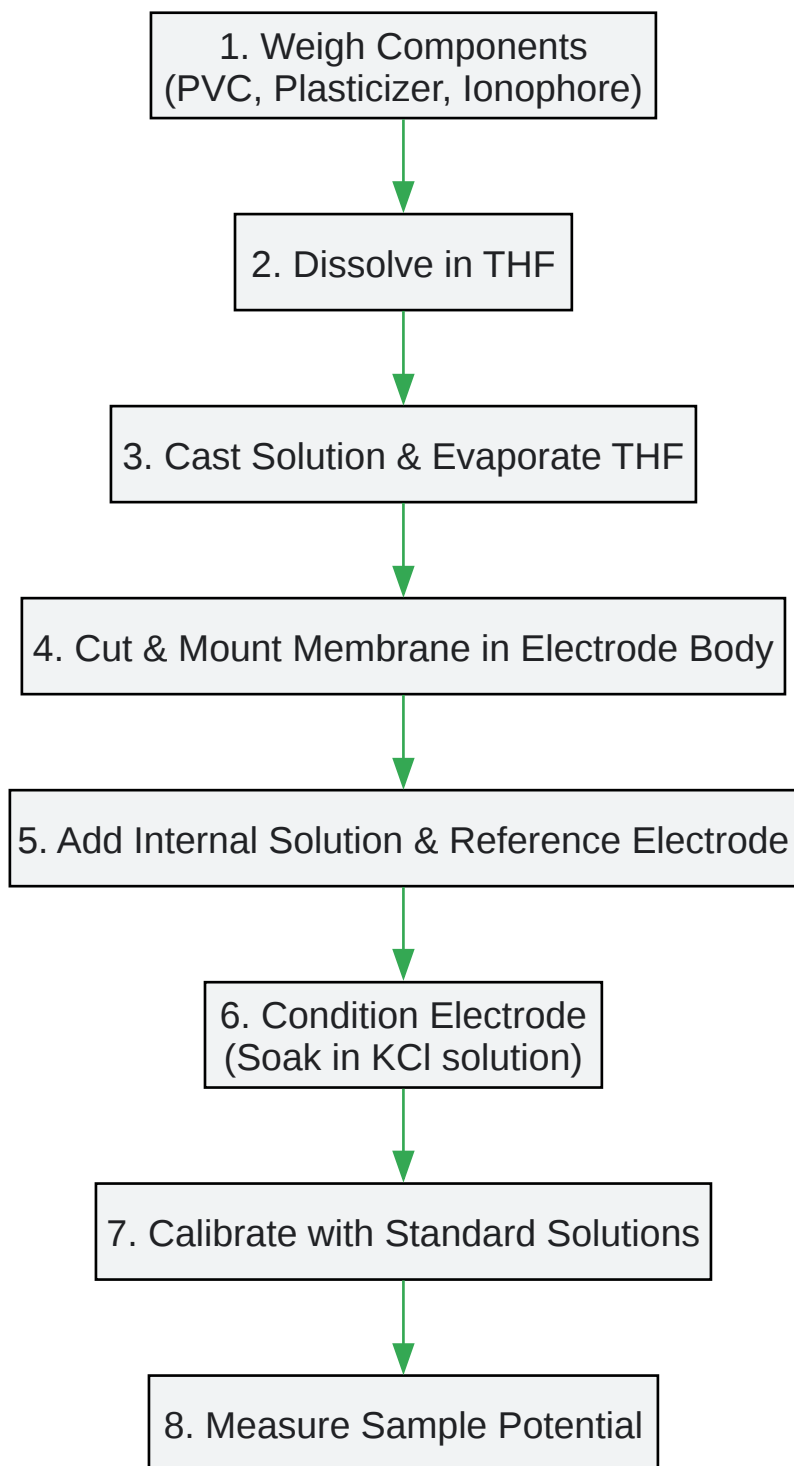 1. Weigh Components
(PVC, Plasticizer, Ionophore)
2. Dissolve in THF
3. Cast Solution & Evaporate THF
4. Cut & Mount Membrane in Electrode Body
5. Add Internal Solution & Reference Electrode
6. Condition Electrode
(Soak in KCl solution)
7. Calibrate with Standard Solutions
8. Measure Sample Potential